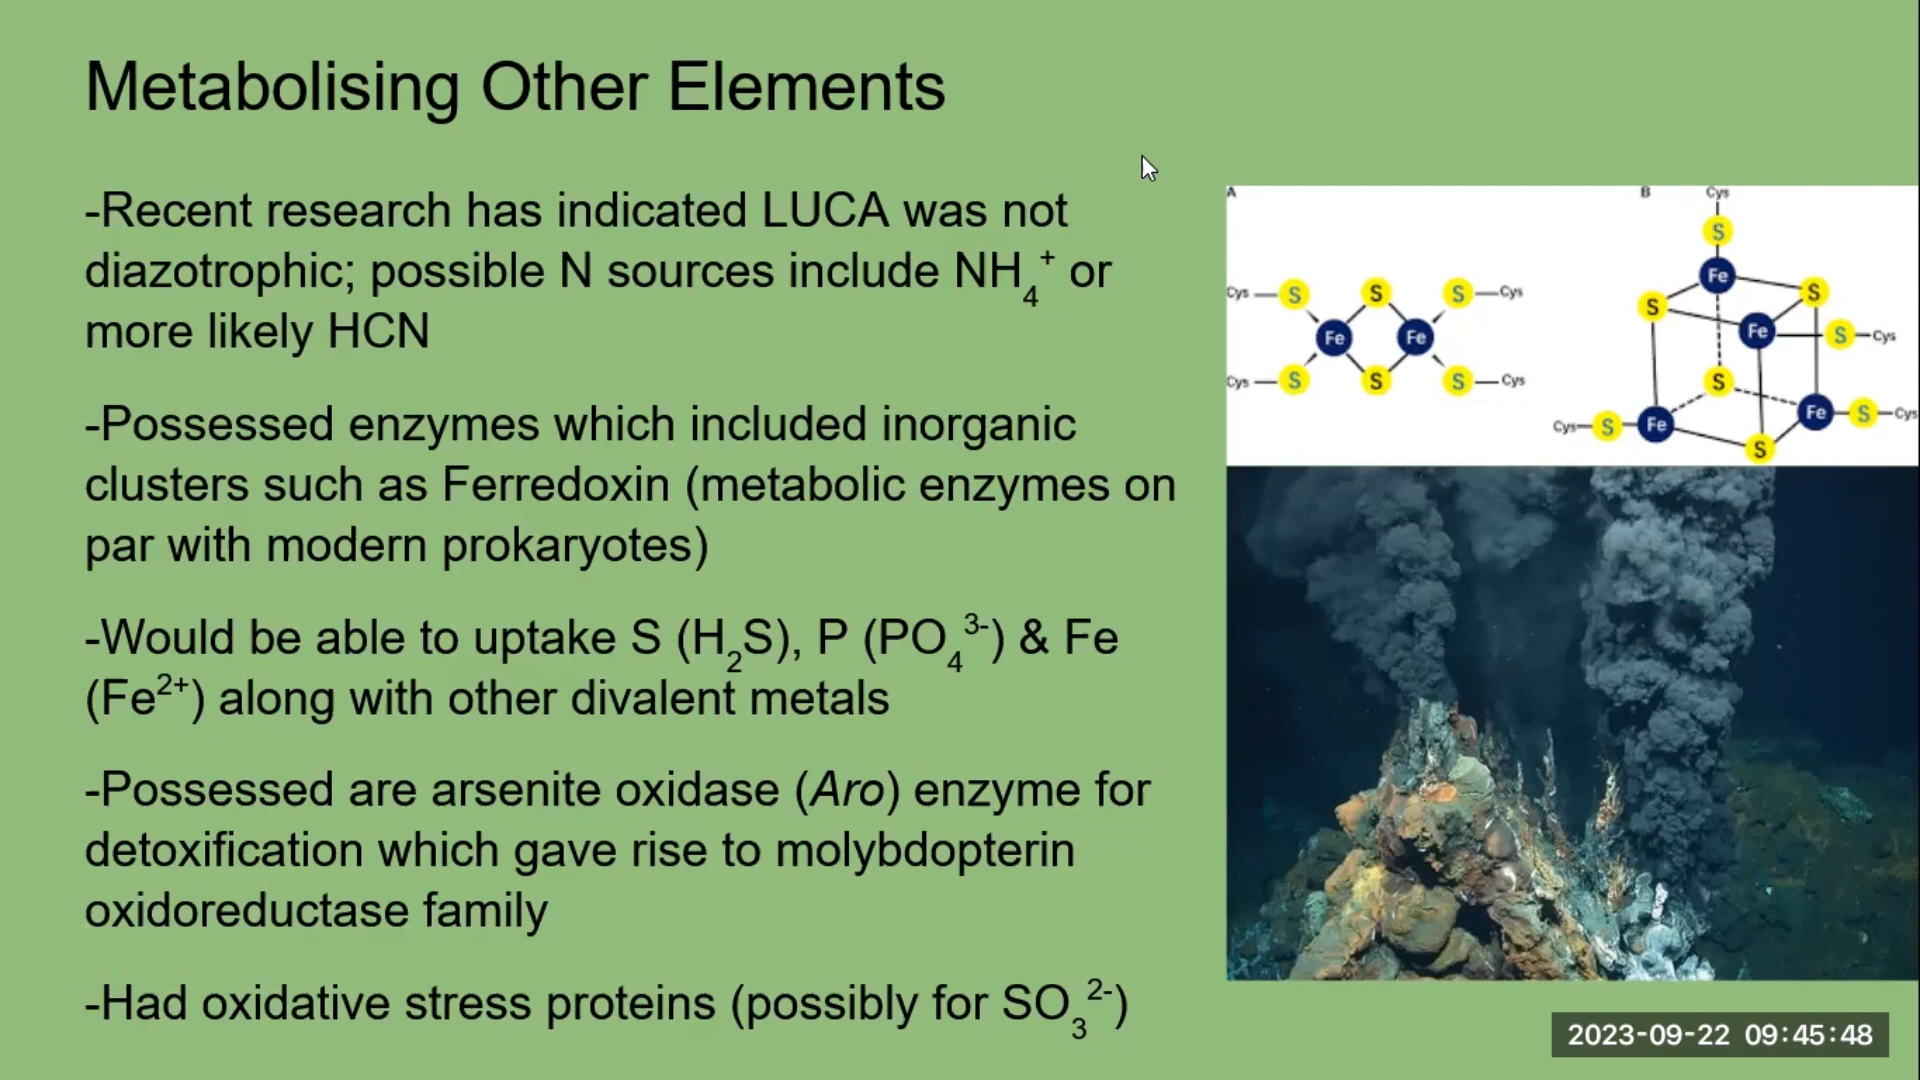 Metabolising Other Elements
-Recent research has indicated LUCA was not
diazotrophic; possible N sources include NH₄⁺ or
more likely HCN
-Possessed enzymes which included inorganic
clusters such as Ferredoxin (metabolic enzymes on
par with modern prokaryotes)
-Would be able to uptake S (H₂S), P (PO₄³⁻) & Fe
(Fe²⁺) along with other divalent metals
-Possessed are arsenite oxidase (Aro) enzyme for
detoxification which gave rise to molybdopterin
oxidoreductase family
-Had oxidative stress proteins (possibly for SO₃²⁻)
A
Cys S S S Cys
Fe Fe
Cys S S S Cys
B
Cys
S
Fe
S S
Fe S Cys
S
Cys S Fe Fe S Cys
S
2023-09-22 09:45:48